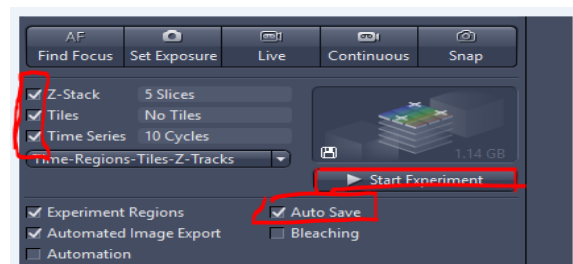 AF
Find Focus Set Exposure Live Continuous Snap
Z-Stack 5 Slices
Tiles No Tiles
Time Series 10 Cycles
Time-Regions-Tiles-Z-Tracks
1.14 GB
Start Experiment
Experiment Regions Auto Save
Automated Image Export Bleaching
Automation